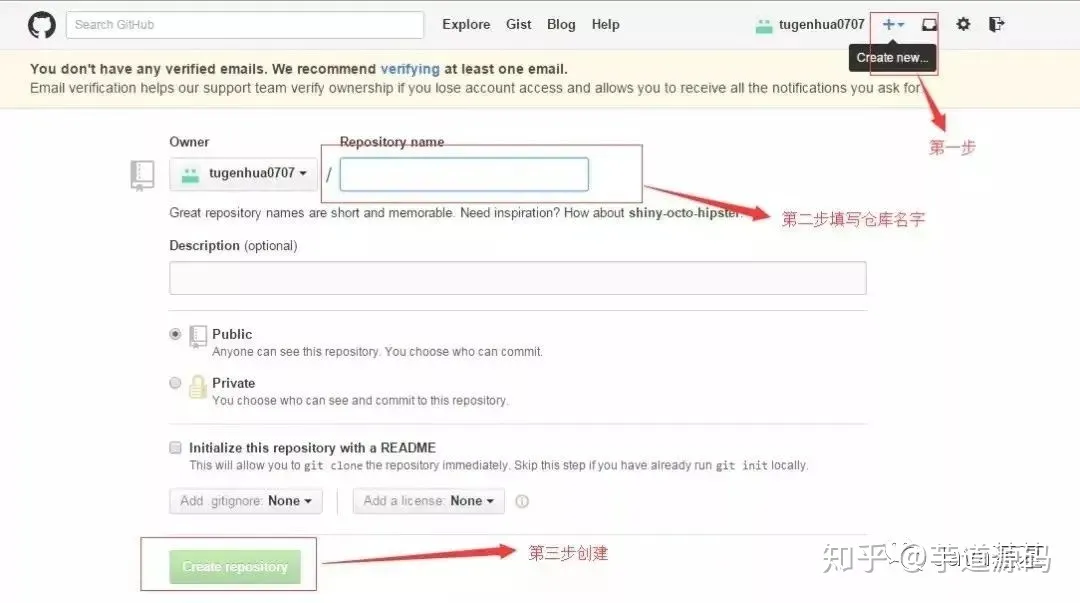 Search GitHub
Explore Gist Blog Help
tugenhua0707
Create new...
You don't have any verified emails. We recommend verifying at least one email.
Email verification helps our support team verify ownership if you lose account access and allows you to receive all the notifications you ask for.
第一步
Owner
Repository name
tugenhua0707
/
Great repository names are short and memorable. Need inspiration? How about shiny-octo-hipster.
第二步填写仓库名字
Description (optional)
Public
Anyone can see this repository. You choose who can commit.
Private
You choose who can see and commit to this repository.
Initialize this repository with a README
This will allow you to git clone the repository immediately. Skip this step if you have already run git init locally.
Add .gitignore: None
Add a license: None
Create repository
第三步创建
知乎 @芋道源码